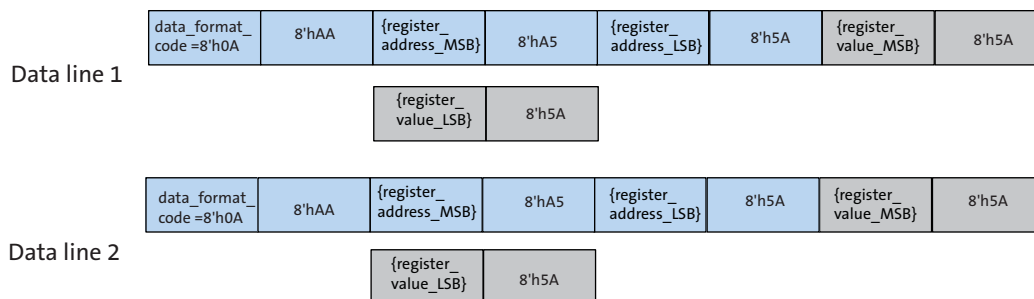 data_format_
code =8'h0A
8'hAA
{register_
address_MSB}
8'hA5
{register_
address_LSB}
8'h5A
{register_
value_MSB}
8'h5A
Data line 1
{register_
value_LSB}
8'h5A
data_format_
code =8'h0A
8'hAA
{register_
address_MSB}
8'hA5
{register_
address_LSB}
8'h5A
{register_
value_MSB}
8'h5A
Data line 2
{register_
value_LSB}
8'h5A